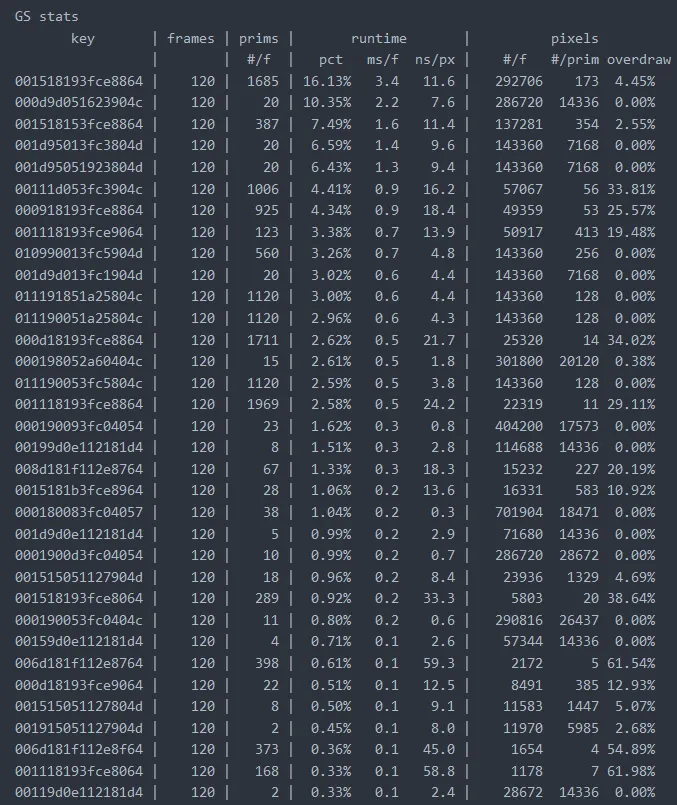 GS stats
key | frames | prims | runtime | pixels
| | #/f | pct ms/f ns/px | #/f #/prim overdraw
001518193fce8864 | 120 | 1685 | 16.13% 3.4 11.6 | 292706 173 4.45%
000d9d051623904c | 120 | 20 | 10.35% 2.2 7.6 | 286720 14336 0.00%
001518153fce8864 | 120 | 387 | 7.49% 1.6 11.4 | 137281 354 2.55%
001d95013fc3804d | 120 | 20 | 6.59% 1.4 9.6 | 143360 7168 0.00%
001d95051923804d | 120 | 20 | 6.43% 1.3 9.4 | 143360 7168 0.00%
00111d053fc3904c | 120 | 1006 | 4.41% 0.9 16.2 | 57067 56 33.81%
000918193fce8864 | 120 | 925 | 4.34% 0.9 18.4 | 49359 53 25.57%
001118193fce9064 | 120 | 123 | 3.38% 0.7 13.9 | 50917 413 19.48%
010990013fc5904d | 120 | 560 | 3.26% 0.7 4.8 | 143360 256 0.00%
001d9d013fc1904d | 120 | 20 | 3.02% 0.6 4.4 | 143360 7168 0.00%
011191851a25804c | 120 | 1120 | 3.00% 0.6 4.4 | 143360 128 0.00%
011190051a25804c | 120 | 1120 | 2.96% 0.6 4.3 | 143360 128 0.00%
000d18193fce8864 | 120 | 1711 | 2.62% 0.5 21.7 | 25320 14 34.02%
000198052a60404c | 120 | 15 | 2.61% 0.5 1.8 | 301800 20120 0.38%
011190053fc5804c | 120 | 1120 | 2.59% 0.5 3.8 | 143360 128 0.00%
001118193fce8864 | 120 | 1969 | 2.58% 0.5 24.2 | 22319 11 29.11%
000190093fc04054 | 120 | 23 | 1.62% 0.3 0.8 | 404200 17573 0.00%
00199d0e112181d4 | 120 | 8 | 1.51% 0.3 2.8 | 114688 14336 0.00%
008d181f112e8764 | 120 | 67 | 1.33% 0.3 18.3 | 15232 227 20.19%
0015181b3fce8964 | 120 | 28 | 1.06% 0.2 13.6 | 16331 583 10.92%
000180083fc04057 | 120 | 38 | 1.04% 0.2 0.3 | 701904 18471 0.00%
001d9d0e112181d4 | 120 | 5 | 0.99% 0.2 2.9 | 71680 14336 0.00%
0001900d3fc04054 | 120 | 10 | 0.99% 0.2 0.7 | 286720 28672 0.00%
001515051127904d | 120 | 18 | 0.96% 0.2 8.4 | 23936 1329 4.69%
001518193fce8064 | 120 | 289 | 0.92% 0.2 33.3 | 5803 20 38.64%
000190053fc0404c | 120 | 11 | 0.80% 0.2 0.6 | 290816 26437 0.00%
00159d0e112181d4 | 120 | 4 | 0.71% 0.1 2.6 | 57344 14336 0.00%
006d181f112e8764 | 120 | 398 | 0.61% 0.1 59.3 | 2172 5 61.54%
000d18193fce9064 | 120 | 22 | 0.51% 0.1 12.5 | 8491 385 12.93%
001515051127804d | 120 | 8 | 0.50% 0.1 9.1 | 11583 1447 5.07%
001915051127904d | 120 | 2 | 0.45% 0.1 8.0 | 11970 5985 2.68%
006d181f112e8f64 | 120 | 373 | 0.36% 0.1 45.0 | 1654 4 54.89%
001118193fce8064 | 120 | 168 | 0.33% 0.1 58.8 | 1178 7 61.98%
00119d0e112181d4 | 120 | 2 | 0.33% 0.1 2.4 | 28672 14336 0.00%